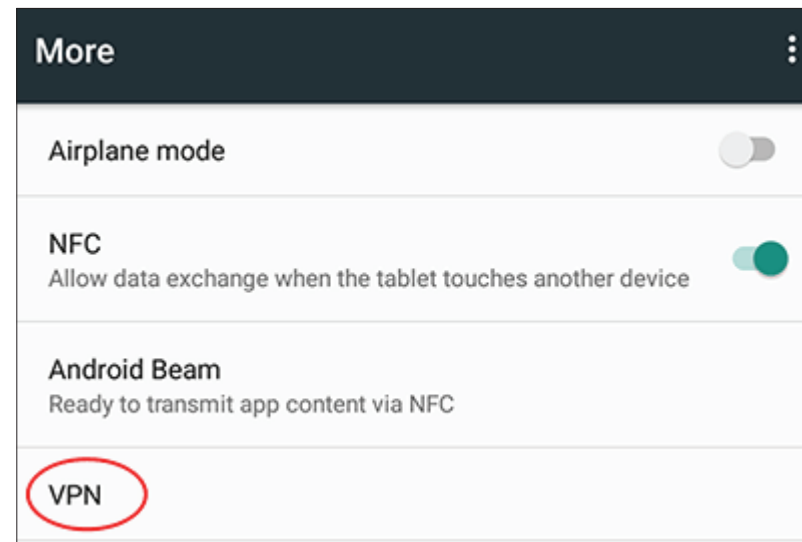 More
Airplane mode
NFC
Allow data exchange when the tablet touches another device
Android Beam
Ready to transmit app content via NFC
VPN